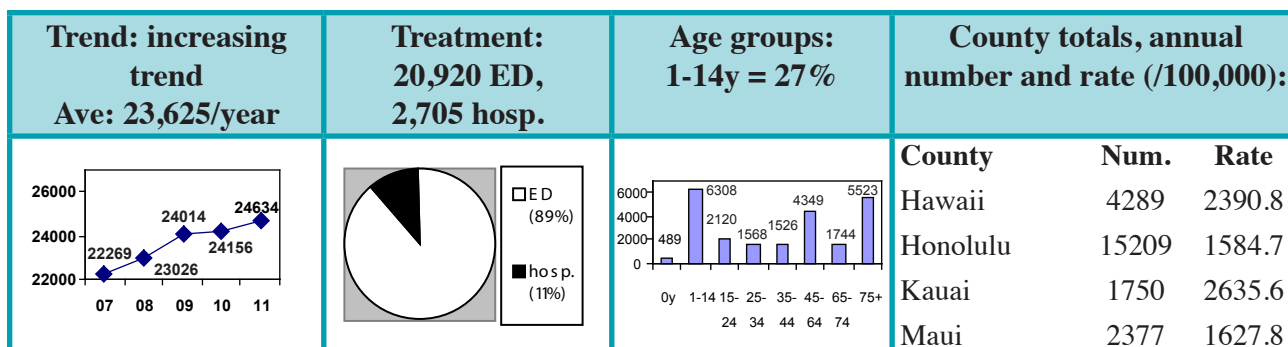 Trend: increasing
trend
Ave: 23,625/year
Treatment:
20,920 ED,
2,705 hosp.
Age groups:
1-14y = 27%
County totals, annual
number and rate (/100,000):
26000
24000
22000
22269
23026
24014
24156
24634
07 08 09 10 11
ED
(89%)
hosp.
(11%)
6000
4000
2000
0
489
6308
2120
1568
1526
4349
1744
5523
0y 1-14 15- 25- 35- 45- 65- 75+
24 34 44 64 74
County Num. Rate
Hawaii 4289 2390.8
Honolulu 15209 1584.7
Kauai 1750 2635.6
Maui 2377 1627.8